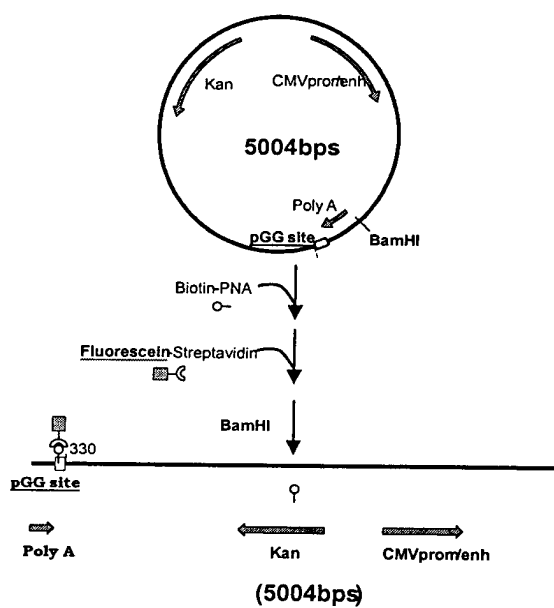 Kan
CMVprom/enh
5004bps
Poly A
pGG site
BamHI
Biotin-PNA
Fluorescein-Streptavidin
BamHI
330
pGG site
Poly A
Kan
CMVprom/enh
(5004bps)